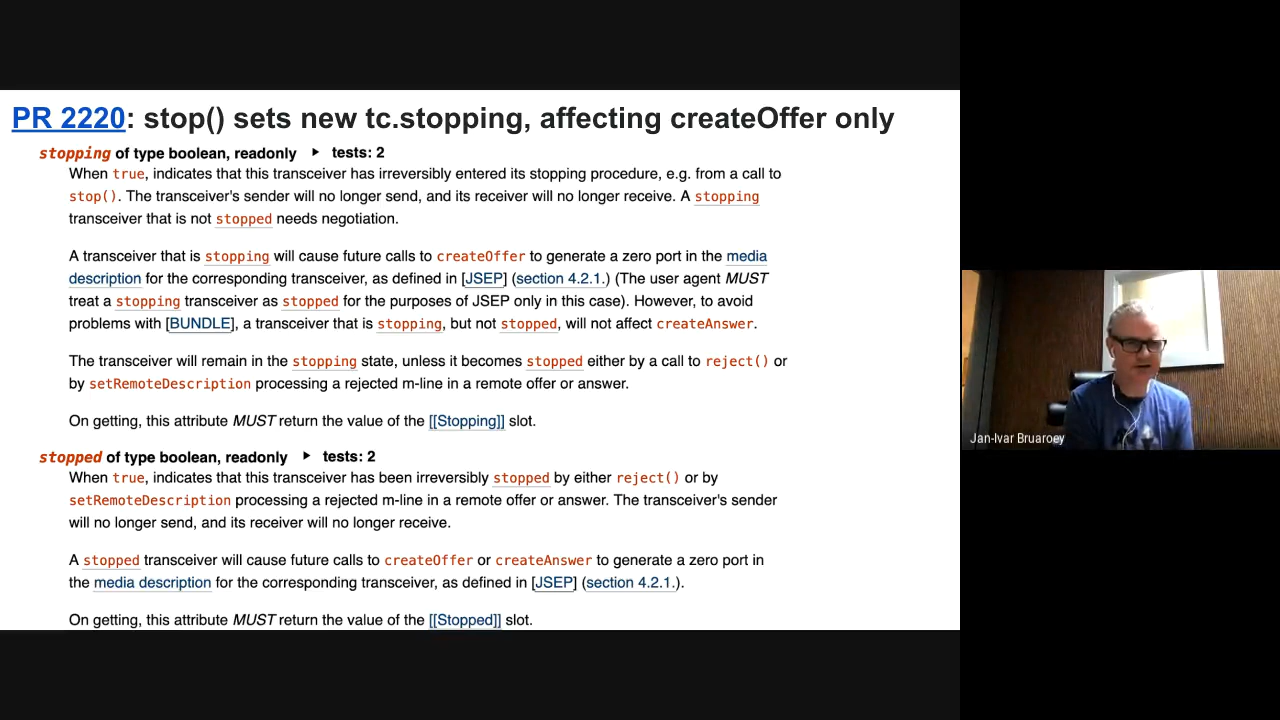 PR 2220: stop() sets new tc.stopping, affecting createOffer only
stopping of type boolean, readonly ▶ tests: 2
When true, indicates that this transceiver has irreversibly entered its stopping procedure, e.g. from a call to
stop(). The transceiver's sender will no longer send, and its receiver will no longer receive. A stopping
transceiver that is not stopped needs negotiation.
A transceiver that is stopping will cause future calls to createOffer to generate a zero port in the media
description for the corresponding transceiver, as defined in [JSEP] (section 4.2.1.) (The user agent MUST
treat a stopping transceiver as stopped for the purposes of JSEP only in this case). However, to avoid
problems with [BUNDLE], a transceiver that is stopping, but not stopped, will not affect createAnswer.
The transceiver will remain in the stopping state, unless it becomes stopped either by a call to reject() or
by setRemoteDescription processing a rejected m-line in a remote offer or answer.
On getting, this attribute MUST return the value of the [[Stopping]] slot.
stopped of type boolean, readonly ▶ tests: 2
When true, indicates that this transceiver has been irreversibly stopped by either reject() or by
setRemoteDescription processing a rejected m-line in a remote offer or answer. The transceiver's sender
will no longer send, and its receiver will no longer receive.
A stopped transceiver will cause future calls to createOffer or createAnswer to generate a zero port in
the media description for the corresponding transceiver, as defined in [JSEP] (section 4.2.1.).
On getting, this attribute MUST return the value of the [[Stopped]] slot.
Jan-Ivar Bruaroey